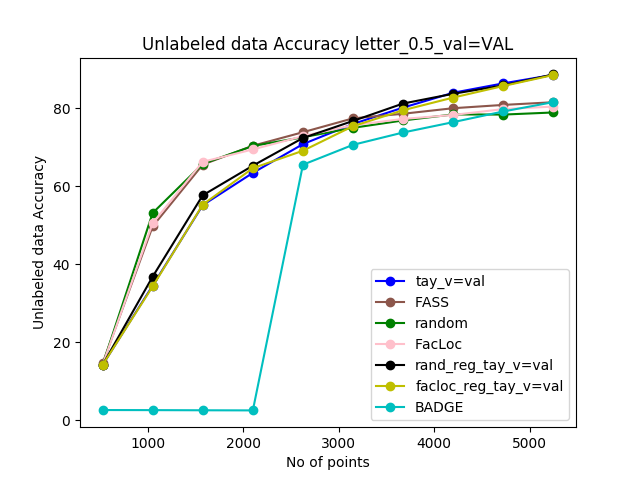 Unlabeled data Accuracy letter_0.5_val=VAL
Unlabeled data Accuracy
80
60
40
20
0
tay_v=val
FASS
random
FacLoc
rand_reg_tay_v=val
facloc_reg_tay_v=val
BADGE
1000 2000 3000 4000 5000
No of points